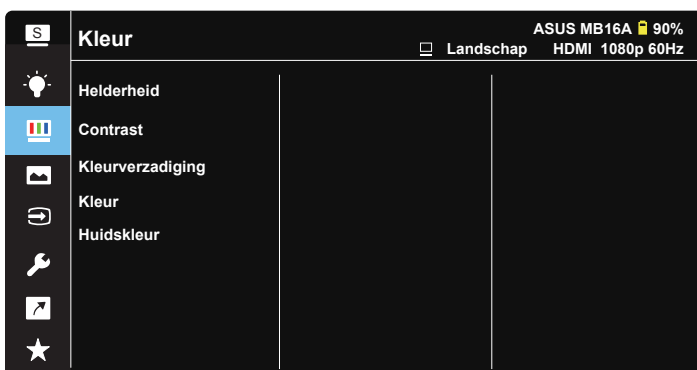 S
Kleur
ASUS MB16A 90%
Landschap HDMI 1080p 60Hz
Helderheid
Contrast
Kleurverzadiging
Kleur
Huidskleur